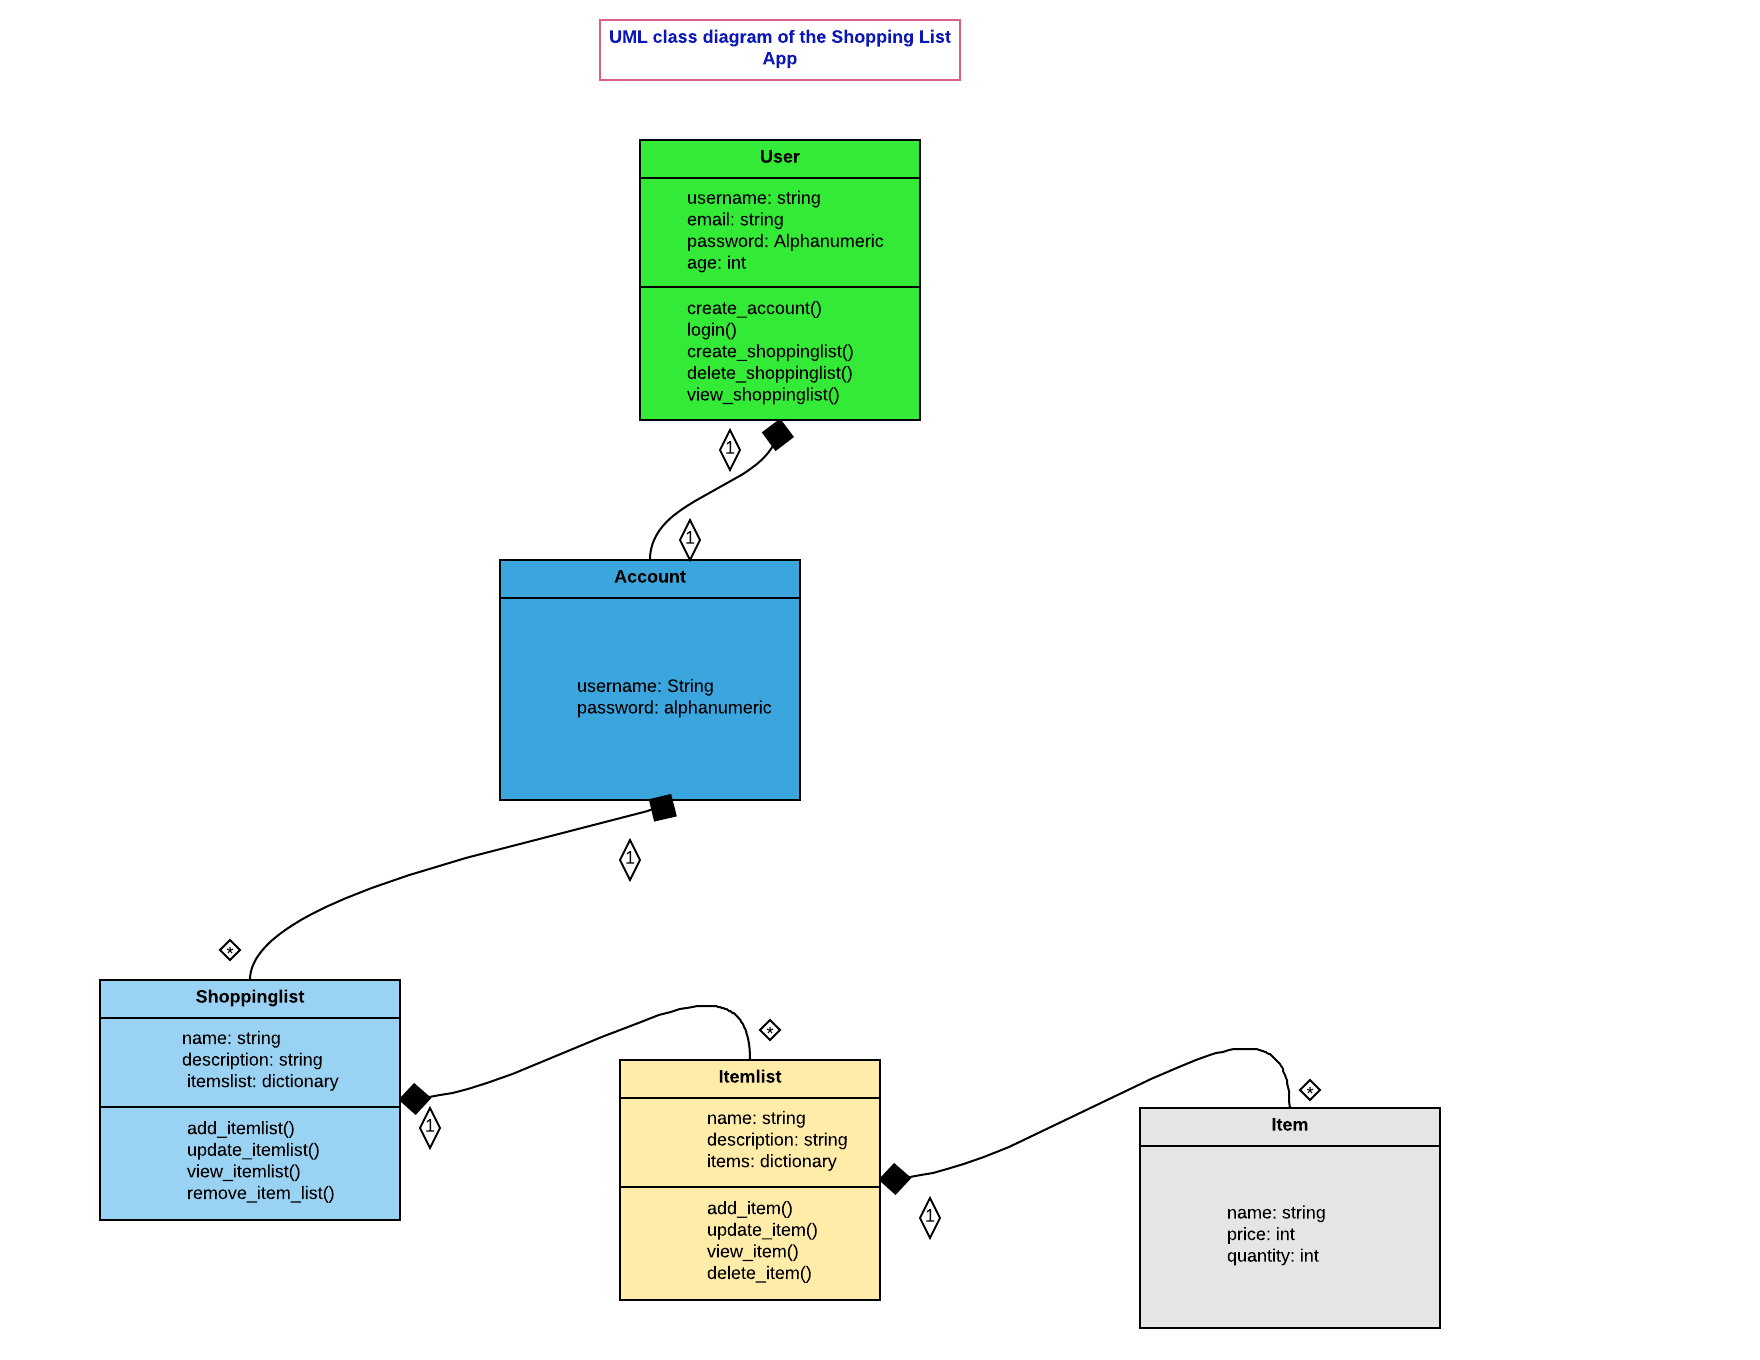 UML class diagram of the Shopping List
App
User
username: string
email: string
password: Alphanumeric
age: int
create_account()
login()
create_shoppinglist()
delete_shoppinglist()
view_shoppinglist()
1
1
Account
username: String
password: alphanumeric
1
*
Shoppinglist
name: string
description: string
itemslist: dictionary
add_itemlist()
update_itemlist()
view_itemlist()
remove_item_list()
1
*
Itemlist
name: string
description: string
items: dictionary
add_item()
update_item()
view_item()
delete_item()
1
*
Item
name: string
price: int
quantity: int